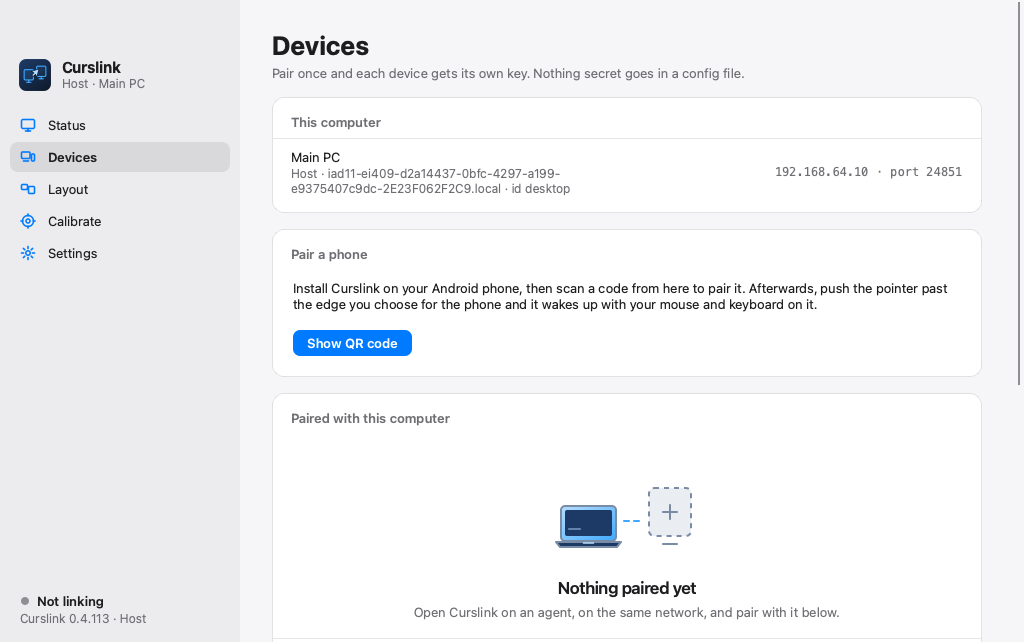 Curslink
Host · Main PC
Status
Devices
Layout
Calibrate
Settings
Not linking
Curslink 0.4.113 · Host
Devices
Pair once and each device gets its own key. Nothing secret goes in a config file.
This computer
Main PC
Host · iad11-ei409-d2a14437-0bfc-4297-a199-
e9375407c9dc-2E23F062F2C9.local · id desktop
192.168.64.10 · port 24851
Pair a phone
Install Curslink on your Android phone, then scan a code from here to pair it. Afterwards, push the pointer past
the edge you choose for the phone and it wakes up with your mouse and keyboard on it.
Show QR code
Paired with this computer
Nothing paired yet
Open Curslink on an agent, on the same network, and pair with it below.